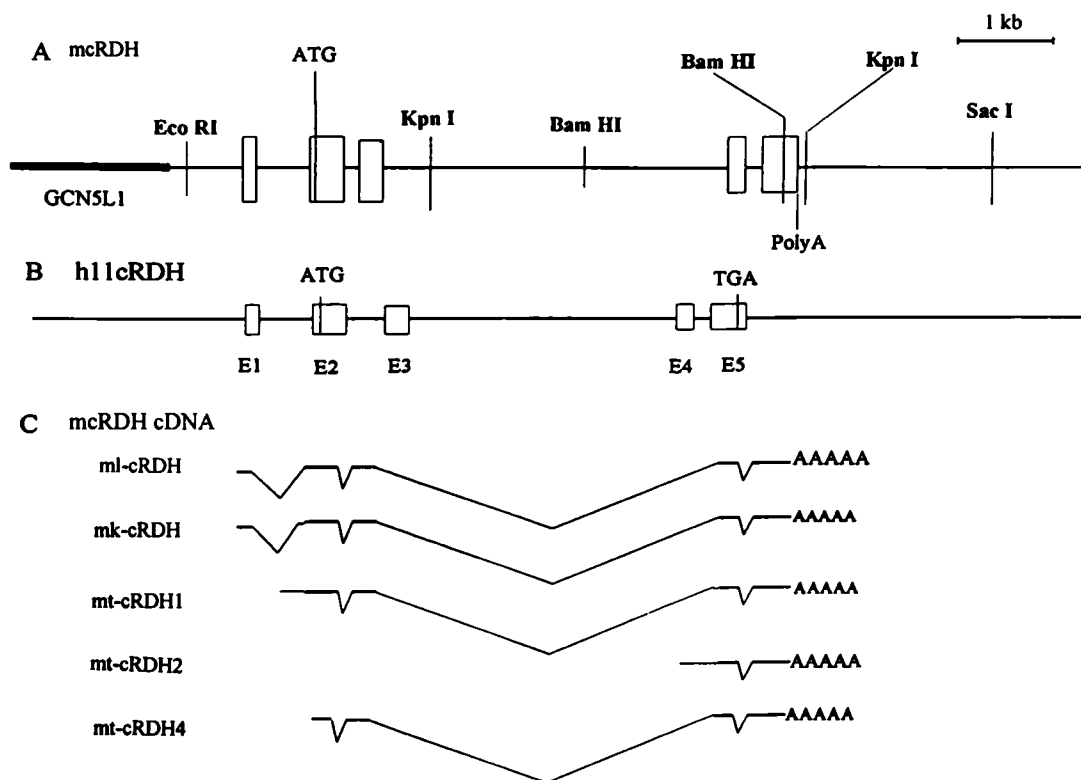 1 kb
A mcRDH
ATG
Bam HI
Kpn I
Eco RI
Kpn I
Bam HI
Sac I
GCN5L1
PolyA
B h11cRDH
ATG
TGA
E1
E2
E3
E4
E5
C mcRDH cDNA
ml-cRDH
AAAAA
mk-cRDH
AAAAA
mt-cRDH1
AAAAA
mt-cRDH2
AAAAA
mt-cRDH4
AAAAA